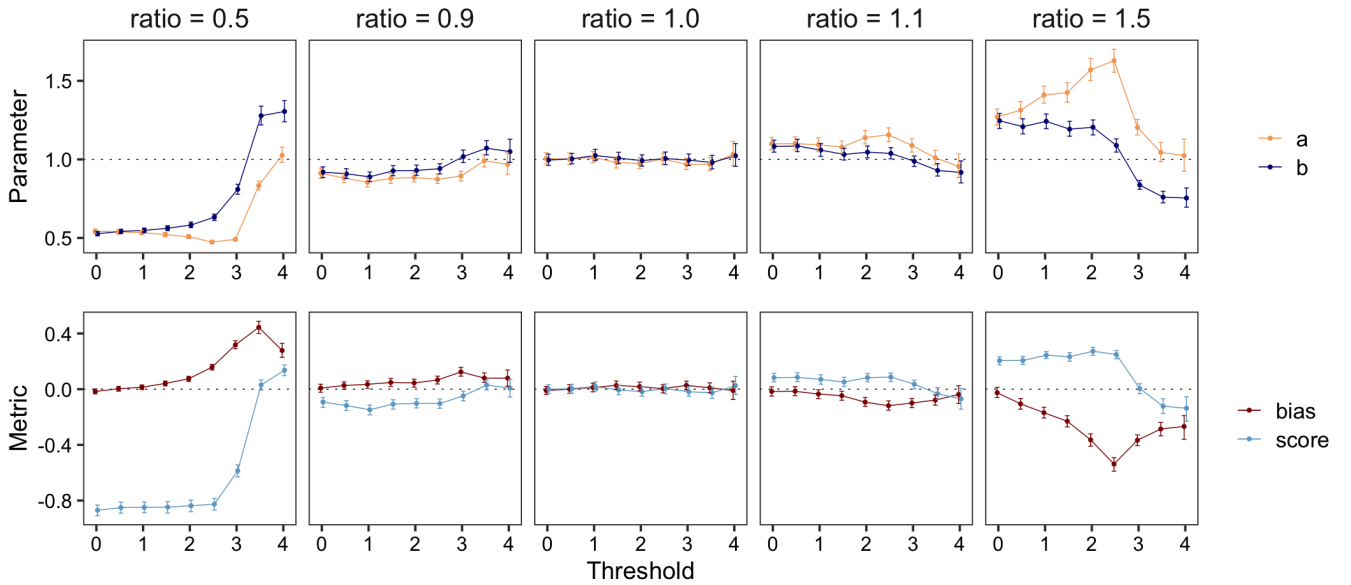 ratio = 0.5 ratio = 0.9 ratio = 1.0 ratio = 1.1 ratio = 1.5
Parameter
1.5
1.0
0.5
0 1 2 3 4 0 1 2 3 4 0 1 2 3 4 0 1 2 3 4 0 1 2 3 4
a
b
Metric
0.4
0.0
-0.4
-0.8
0 1 2 3 4 0 1 2 3 4 0 1 2 3 4 0 1 2 3 4 0 1 2 3 4
Threshold
bias
score